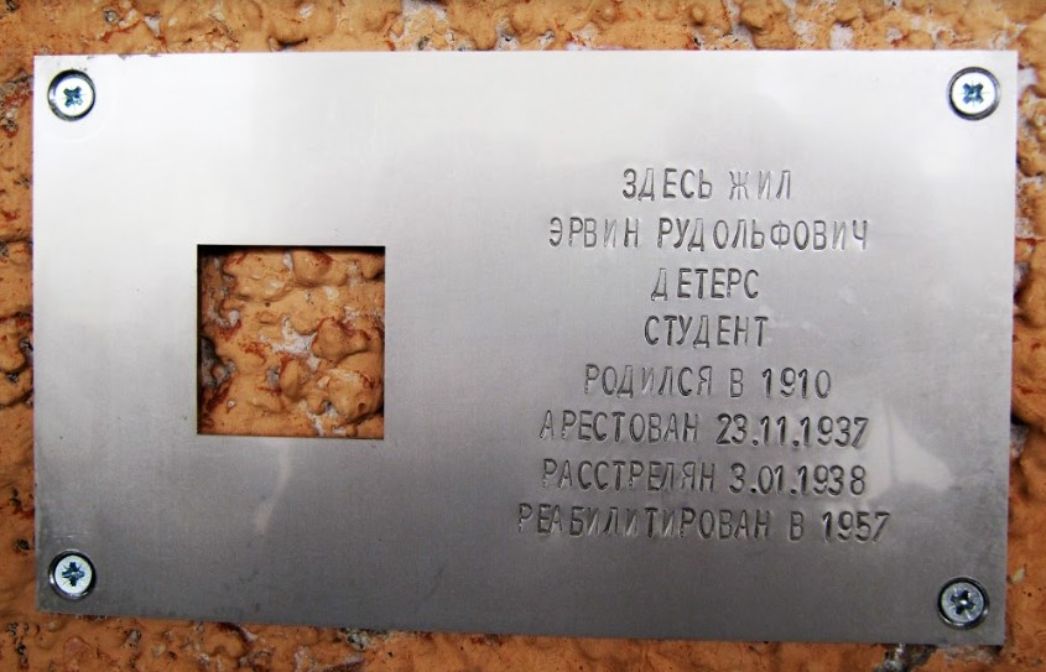 ЗДЕСЬ ЖИЛ
ЭРВИН РУДОЛЬФОВИЧ
ДЕТЕРС
СТУДЕНТ
РОДИЛСЯ В 1910
АРЕСТОВАН 23.11.1937
РАССТРЕЛЯН 3.01.1938
РЕАБИЛИТИРОВАН В 1957